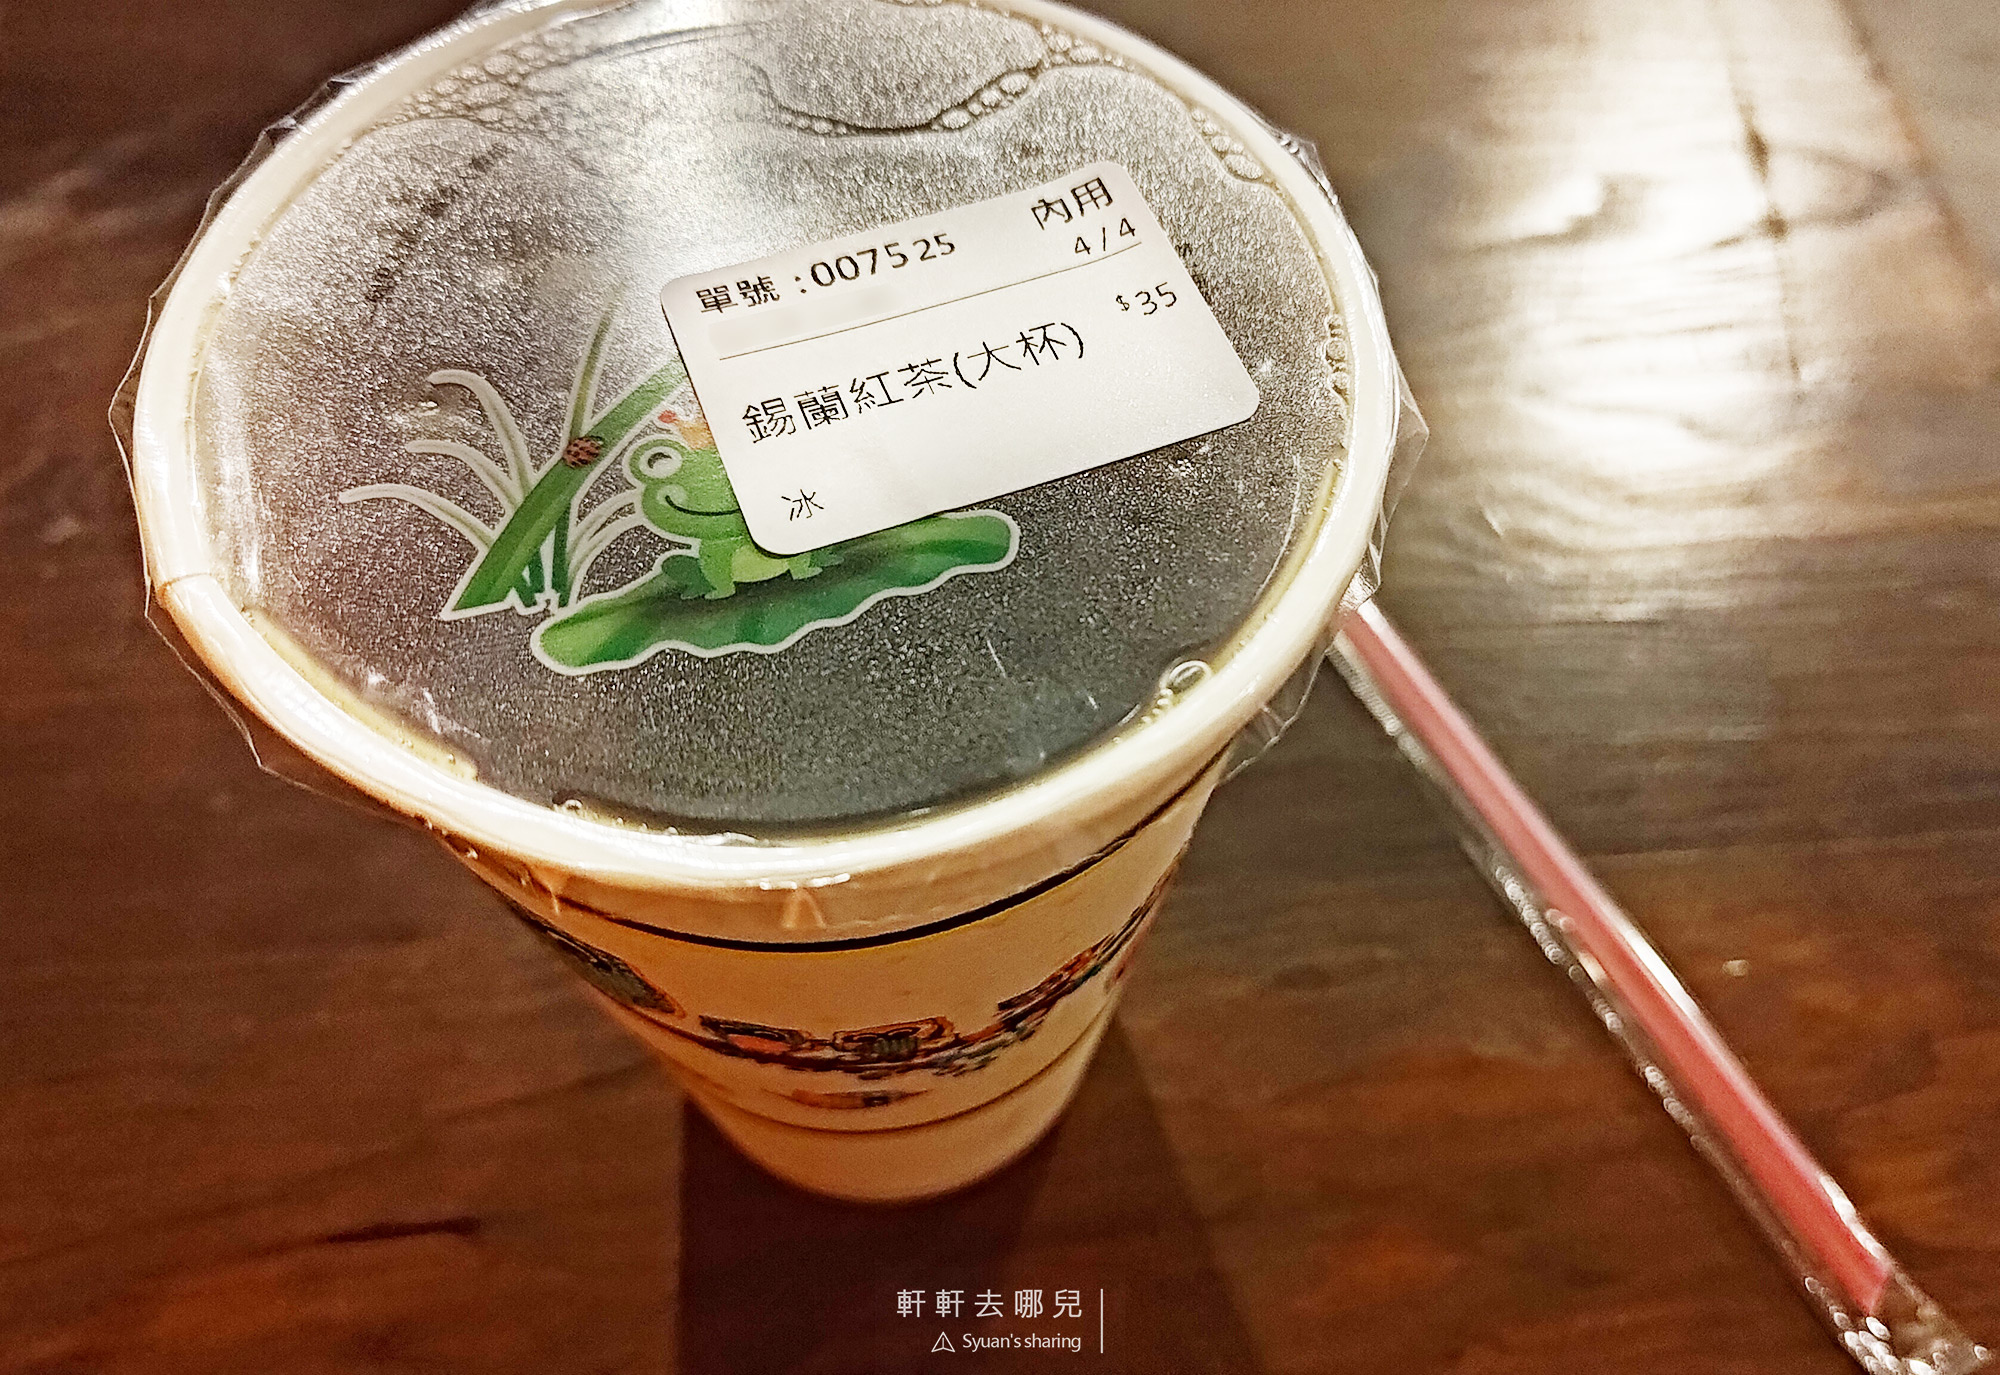 單號：007525
內用
4/4
$35
錫蘭紅茶(大杯)
冰
軒軒去哪兒
Syuan's sharing